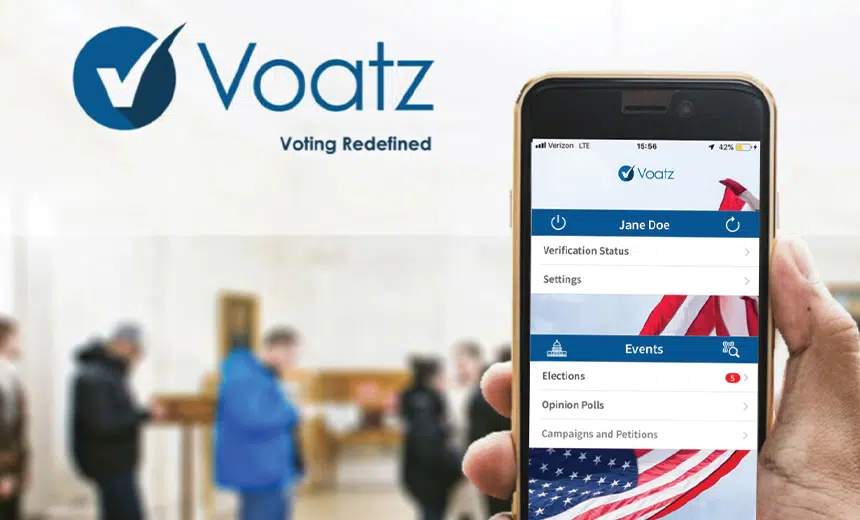 Voatz
Voting Redefined
Verizon LTE 15:56 42%
Voatz
Jane Doe
Verification Status
Settings
Events
Elections 5
Opinion Polls
Campaigns and Petitions